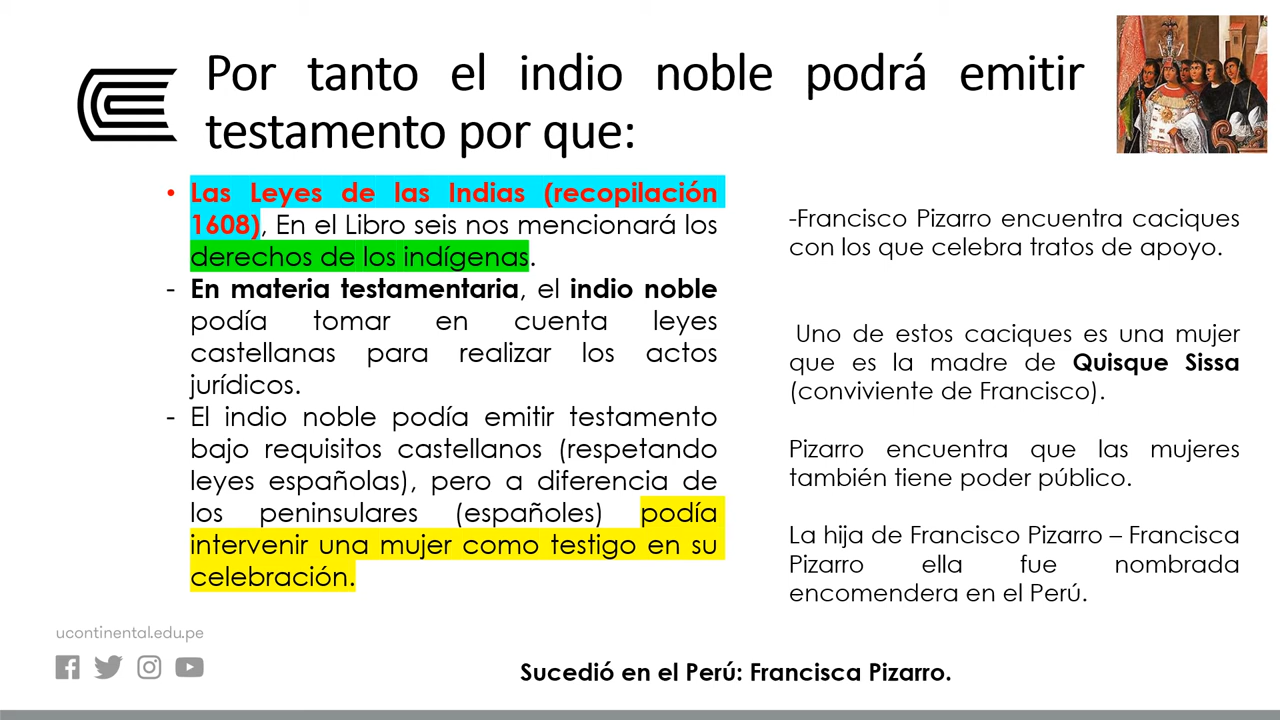 Por tanto el indio noble podrá emitir
testamento por que:
• Las Leyes de las Indias (recopilación
1608), En el Libro seis nos mencionará los
derechos de los indígenas.
- En materia testamentaria, el indio noble
podía tomar en cuenta leyes
castellanas para realizar los actos
jurídicos.
- El indio noble podía emitir testamento
bajo requisitos castellanos (respetando
leyes españolas), pero a diferencia de
los peninsulares (españoles) podía
intervenir una mujer como testigo en su
celebración.
-Francisco Pizarro encuentra caciques
con los que celebra tratos de apoyo.
Uno de estos caciques es una mujer
que es la madre de Quisque Sissa
(conviviente de Francisco).
Pizarro encuentra que las mujeres
también tiene poder público.
La hija de Francisco Pizarro – Francisca
Pizarro ella fue nombrada
encomendera en el Perú.
ucontinental.edu.pe
Sucedió en el Perú: Francisca Pizarro.